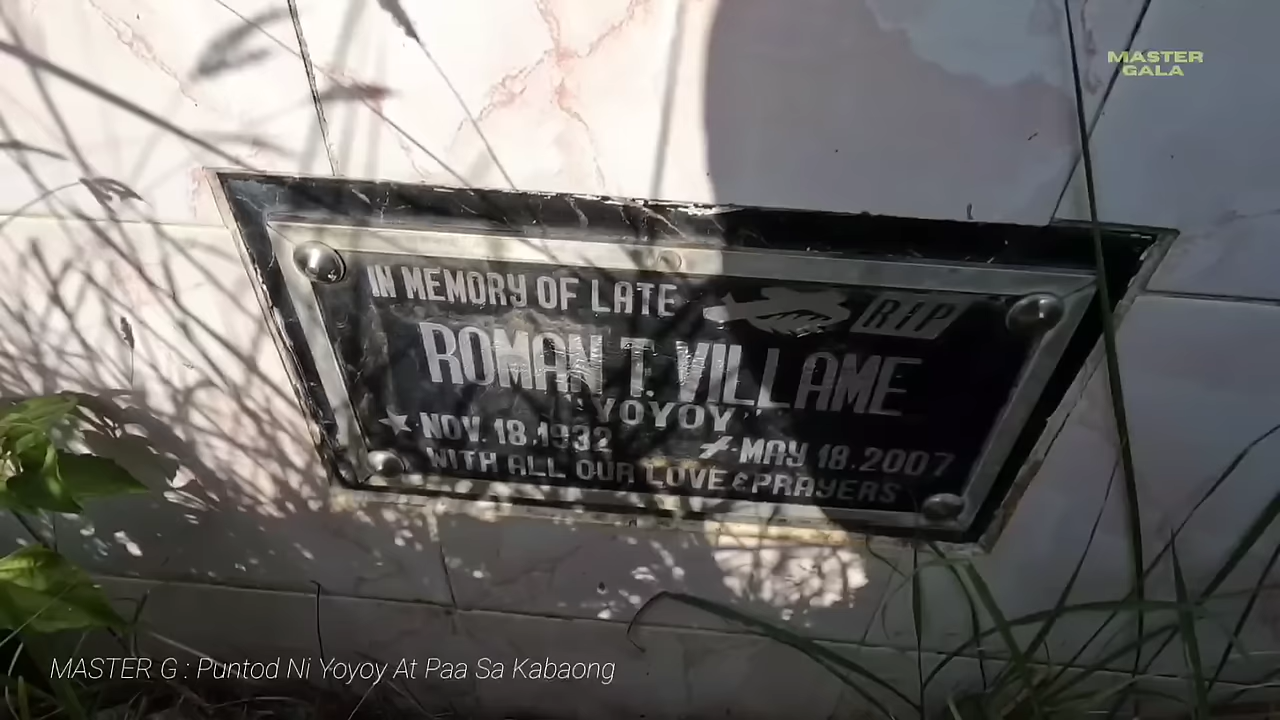 MASTER
GALA
IN MEMORY OF LATE RIP
ROMAN T. VILLAME
"YOYOY"
NOV. 18.1932 MAY 18.2007
WITH ALL OUR LOVE & PRAYERS
MASTER G : Puntod Ni Yoyoy At Paa Sa Kabaong